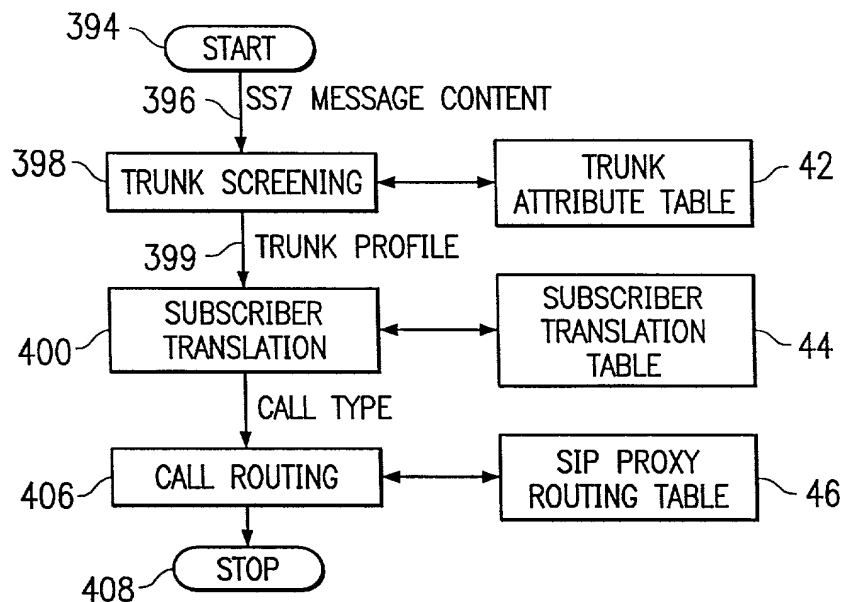 394
START
396
SS7 MESSAGE CONTENT
398
TRUNK SCREENING
TRUNK
ATTRIBUTE TABLE
42
399
TRUNK PROFILE
400
SUBSCRIBER
TRANSLATION
SUBSCRIBER
TRANSLATION
TABLE
44
CALL TYPE
406
CALL ROUTING
SIP PROXY
ROUTING TABLE
46
408
STOP